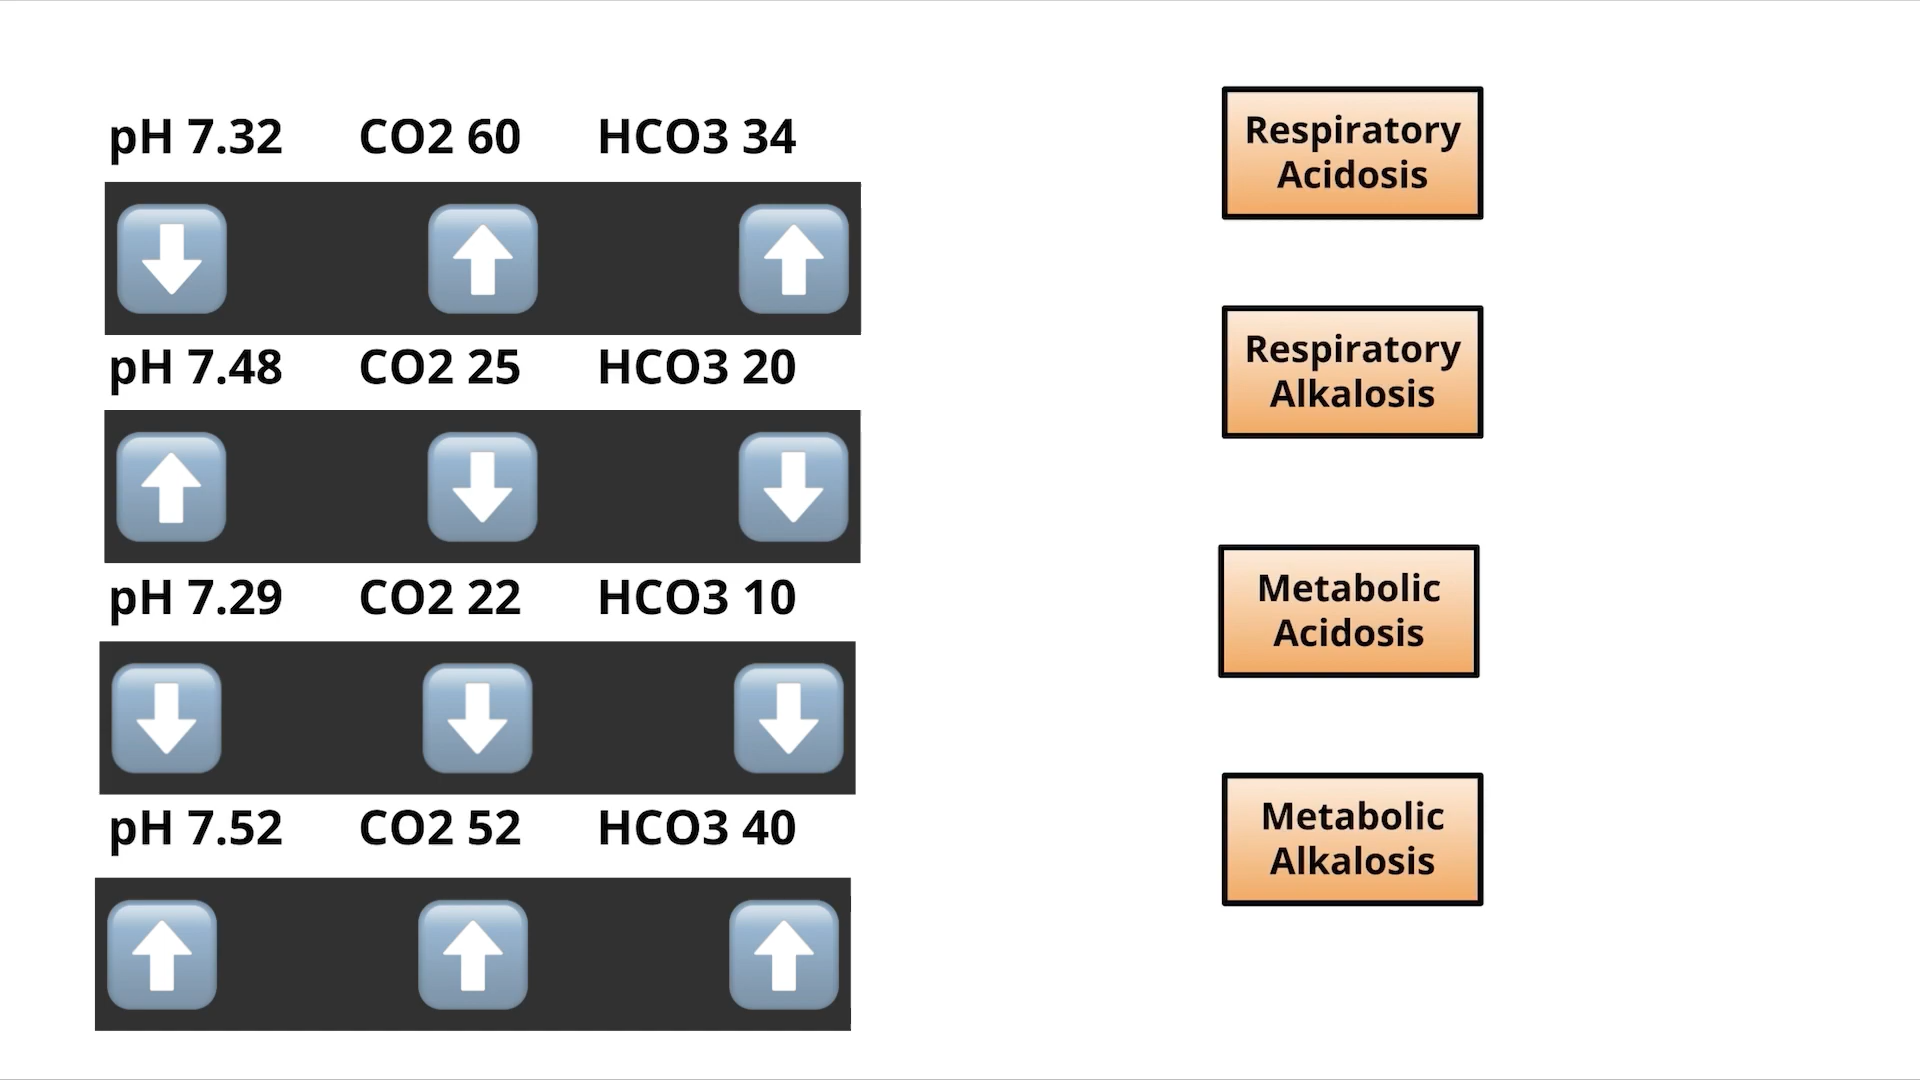 pH 7.32 CO2 60 HCO3 34
pH 7.48 CO2 25 HCO3 20
pH 7.29 CO2 22 HCO3 10
pH 7.52 CO2 52 HCO3 40
Respiratory
Acidosis
Respiratory
Alkalosis
Metabolic
Acidosis
Metabolic
Alkalosis